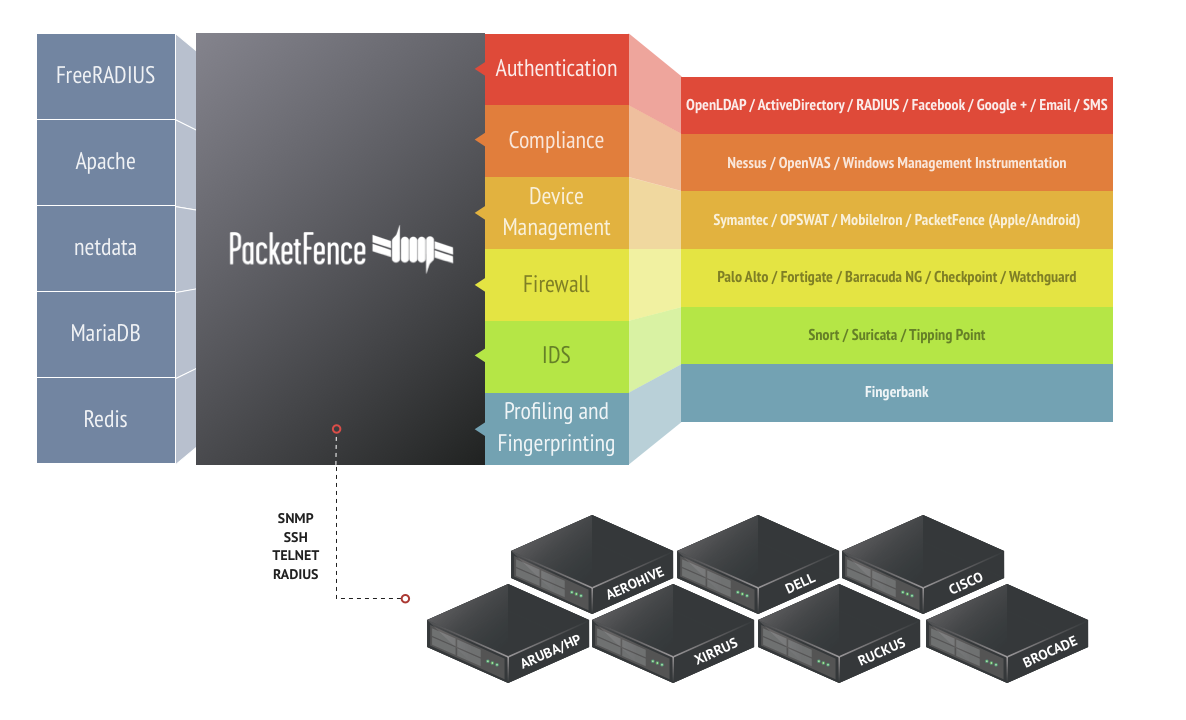 FreeRADIUS
Apache
netdata
MariaDB
Redis
PacketFence
Authentication
Compliance
Device
Management
Firewall
IDS
Profiling and
Fingerprinting
OpenLDAP / ActiveDirectory / RADIUS / Facebook / Google + / Email / SMS
Nessus / OpenVAS / Windows Management Instrumentation
Symantec / OPSWAT / MobileIron / PacketFence (Apple/Android)
Palo Alto / Fortigate / Barracuda NG / Checkpoint / Watchguard
Snort / Suricata / Tipping Point
Fingerbank
SNMP
SSH
TELNET
RADIUS
AEROHIVE
DELL
CISCO
ARUBA/HP
XIRRUS
RUCKUS
BROCADE